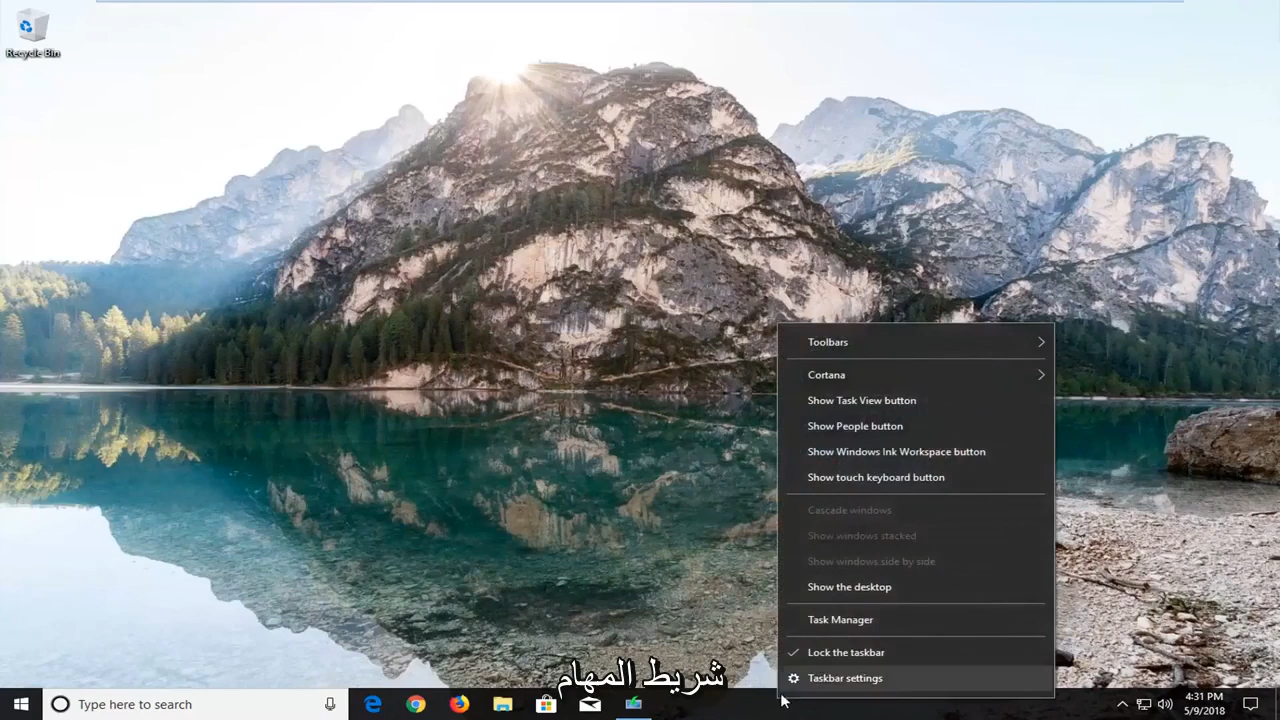 Recycle Bin
Toolbars
Cortana
Show Task View button
Show People button
Show Windows Ink Workspace button
Show touch keyboard button
Cascade windows
Show windows stacked
Show windows side by side
Show the desktop
Task Manager
Lock the taskbar
Taskbar settings
شريط المهام
Type here to search
4:31 PM
5/9/2018